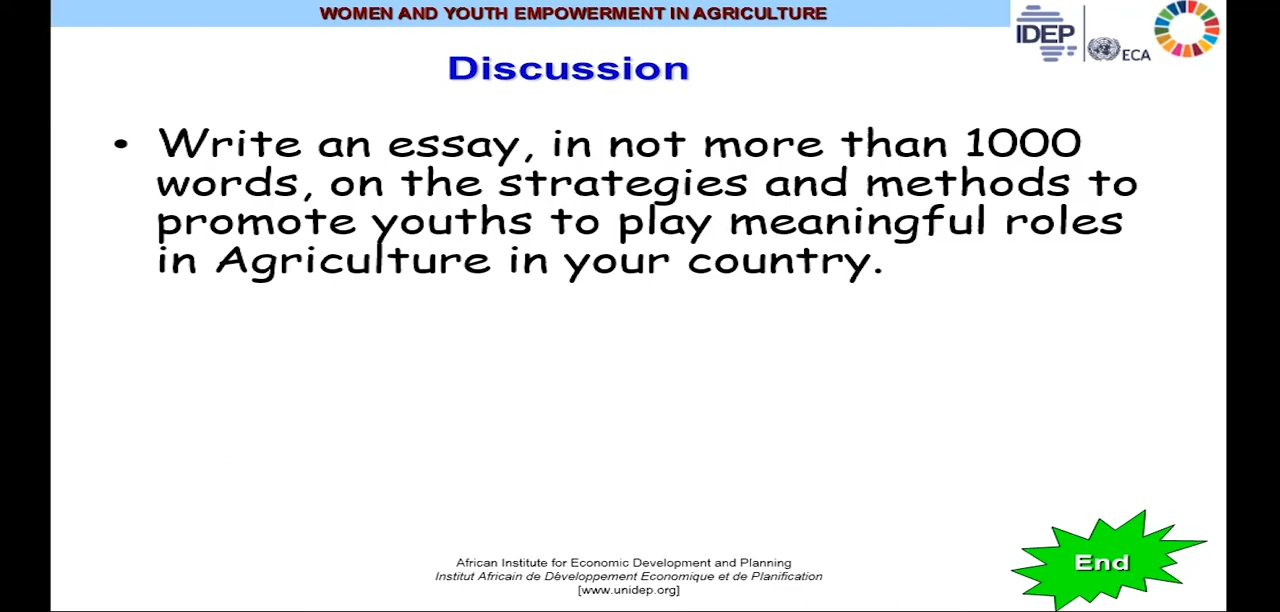 WOMEN AND YOUTH EMPOWERMENT IN AGRICULTURE
IDEP
ECA
Discussion
• Write an essay, in not more than 1000
words, on the strategies and methods to
promote youths to play meaningful roles
in Agriculture in your country.
End
African Institute for Economic Development and Planning
Institut Africain de Développement Economique et de Planification
[www.unidep.org]